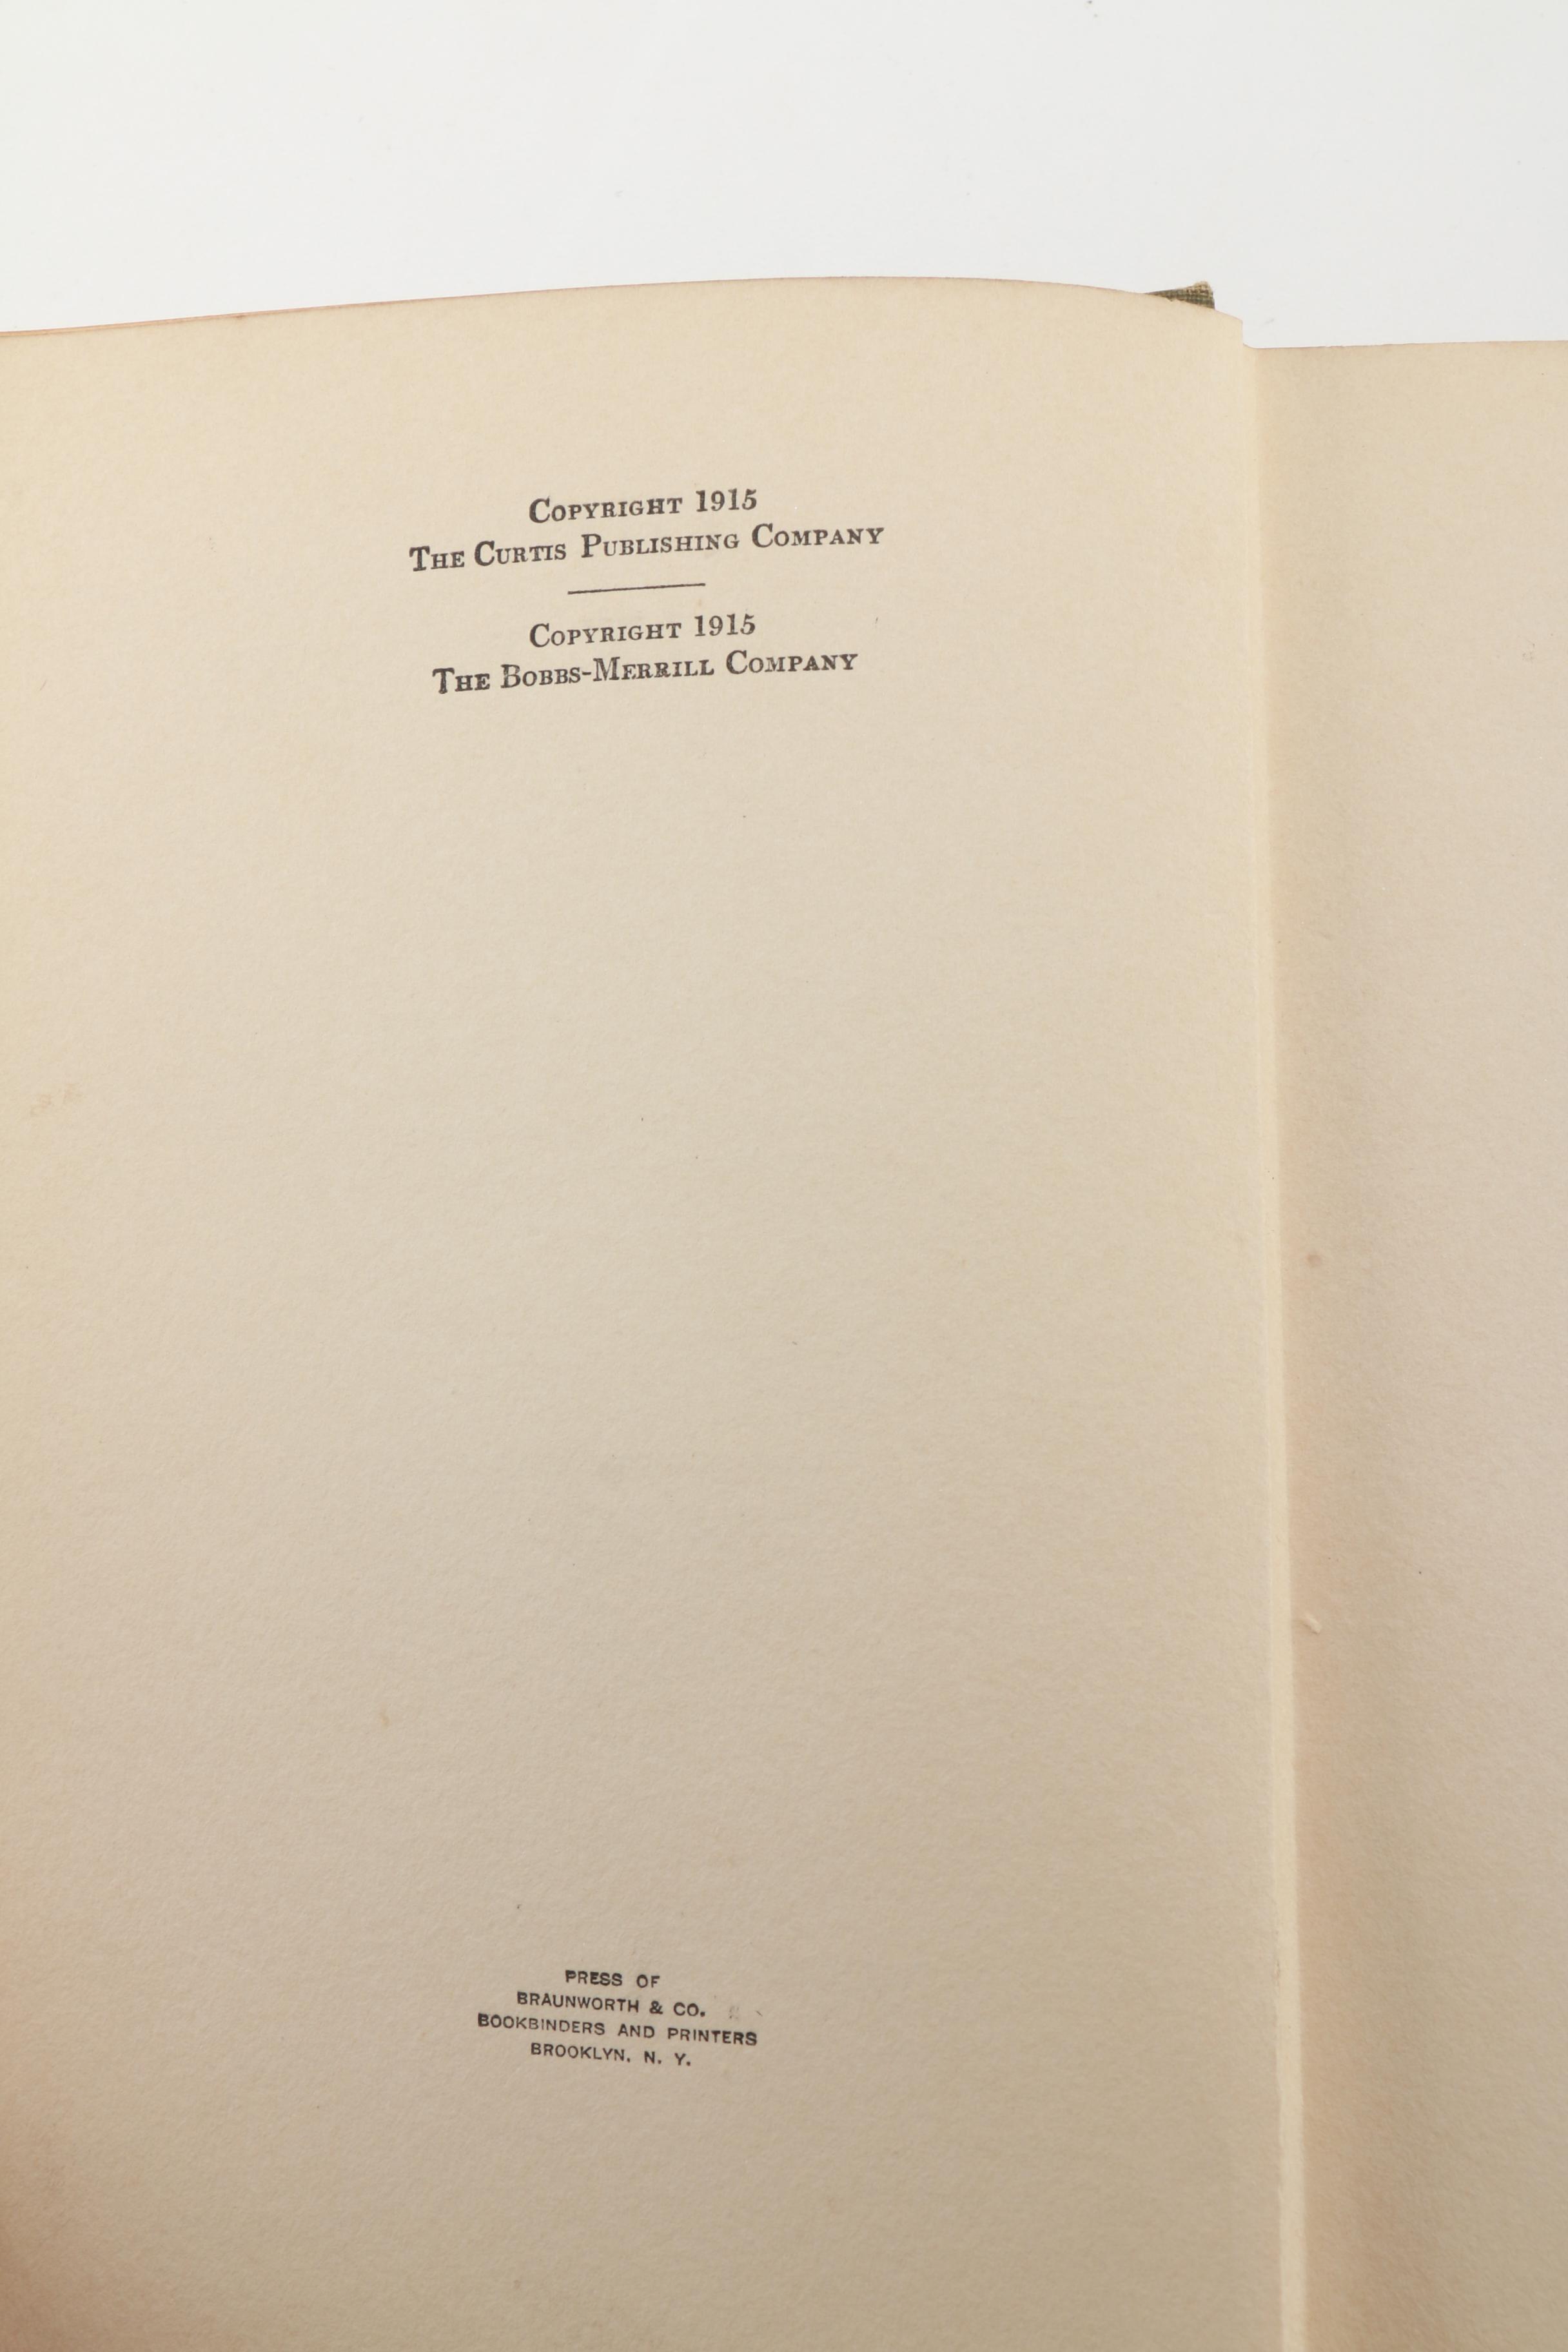 Copyright 1915
The Curtis Publishing Company
Copyright 1915
The Bobbs-Merrill Company
PRESS OF
BRAUNWORTH & CO.
BOOKBINDERS AND PRINTERS
BROOKLYN, N. Y.